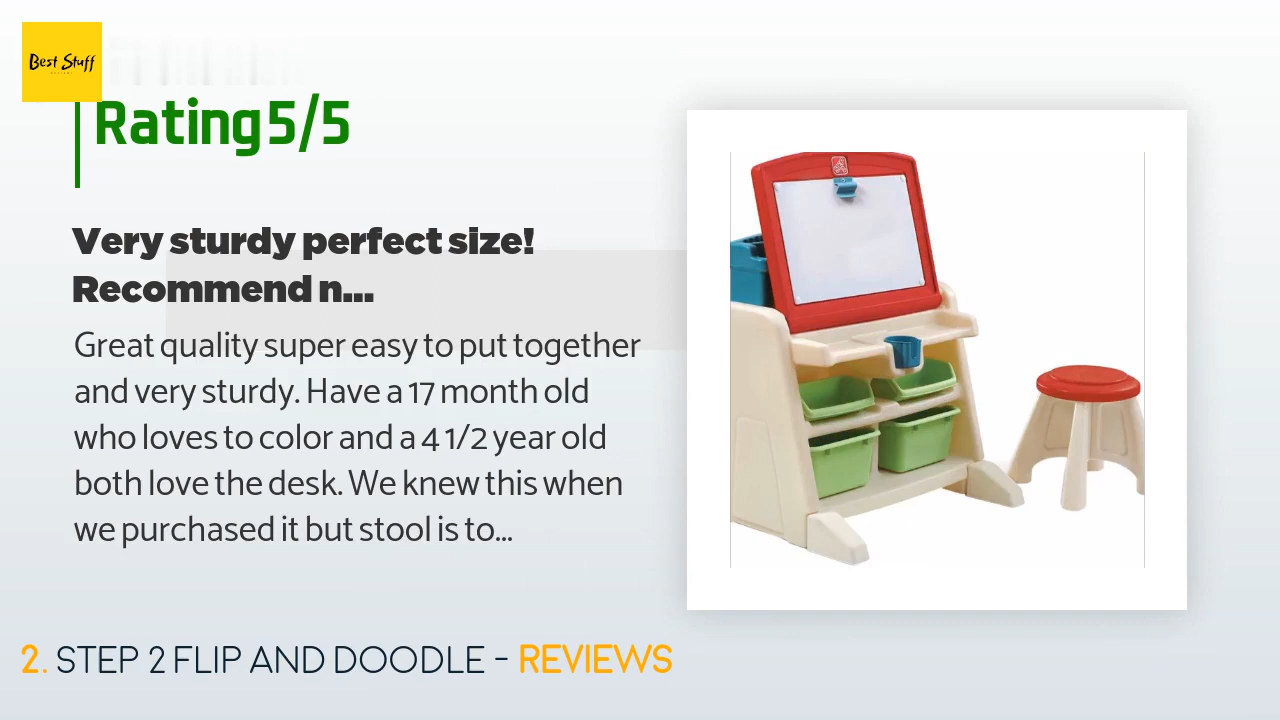 Best Stuff
Rating 5/5
Very sturdy perfect size!
Recommend n...
Great quality super easy to put together
and very sturdy. Have a 17 month old
who loves to color and a 4 1/2 year old
both love the desk. We knew this when
we purchased it but stool is to...
2. STEP 2 FLIP AND DOODLE - REVIEWS